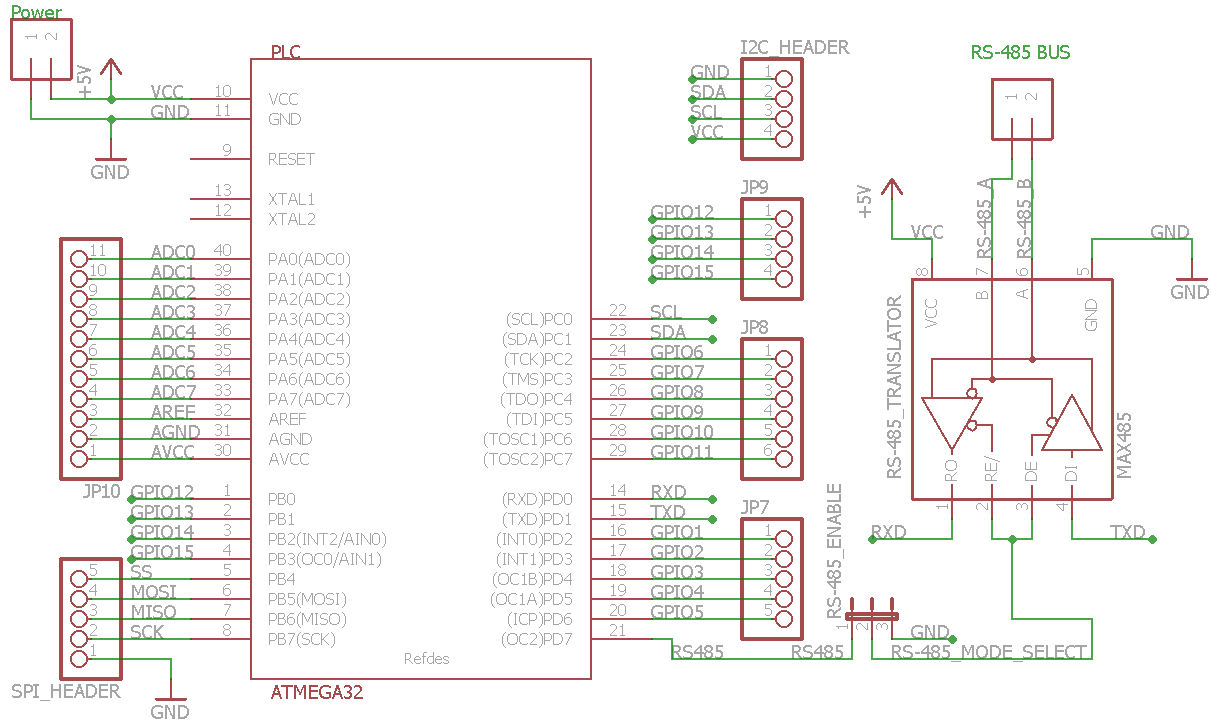 Power
1 2
+5V
GND
VCC
GND
PLC
10 VCC
11 GND
9 RESET
13 XTAL1
12 XTAL2
11 ADC0 40 PA0(ADC0)
10 ADC1 39 PA1(ADC1)
9 ADC2 38 PA2(ADC2)
8 ADC3 37 PA3(ADC3)
7 ADC4 36 PA4(ADC4)
6 ADC5 35 PA5(ADC5)
5 ADC6 34 PA6(ADC6)
4 ADC7 33 PA7(ADC7)
3 AREF 32 AREF
2 AGND 31 AGND
1 AVCC 30 AVCC
JP10
GPIO12 1 PB0
GPIO13 2 PB1
GPIO14 3 PB2(INT2/AIN0)
GPIO15 4 PB3(OC0/AIN1)
5 SS 5 PB4
4 MOSI 6 PB5(MOSI)
3 MISO 7 PB6(MISO)
2 SCK 8 PB7(SCK)
1
SPI_HEADER
GND
Refdes
ATMEGA32
(SCL)PC0 22 SCL
(SDA)PC1 23 SDA
(TCK)PC2 24 GPIO6 1
(TMS)PC3 25 GPIO7 2
(TDO)PC4 26 GPIO8 3
(TDI)PC5 27 GPIO9 4
(TOSC1)PC6 28 GPIO10 5
(TOSC2)PC7 29 GPIO11 6
JP8
(RXD)PD0 14 RXD
(TXD)PD1 15 TXD
(INT0)PD2 16 GPIO1 1
(INT1)PD3 17 GPIO2 2
(OC1B)PD4 18 GPIO3 3
(OC1A)PD5 19 GPIO4 4
(ICP)PD6 20 GPIO5 5
(OC2)PD7 21
JP7
RS485
RS485
I2C_HEADER
GND 1
SDA 2
SCL 3
VCC 4
JP9
GPIO12 1
GPIO13 2
GPIO14 3
GPIO15 4
RS-485 BUS
1 2
+5V
VCC
RS-485_A
RS-485_B
GND
GND
8 7 6 5
VCC B A GND
RS-485_TRANSLATOR
MAX485
RO RE/ DE DI
1 2 3 4
RXD
TXD
RS-485_ENABLE
1 2 3
GND
RS-485_MODE_SELECT